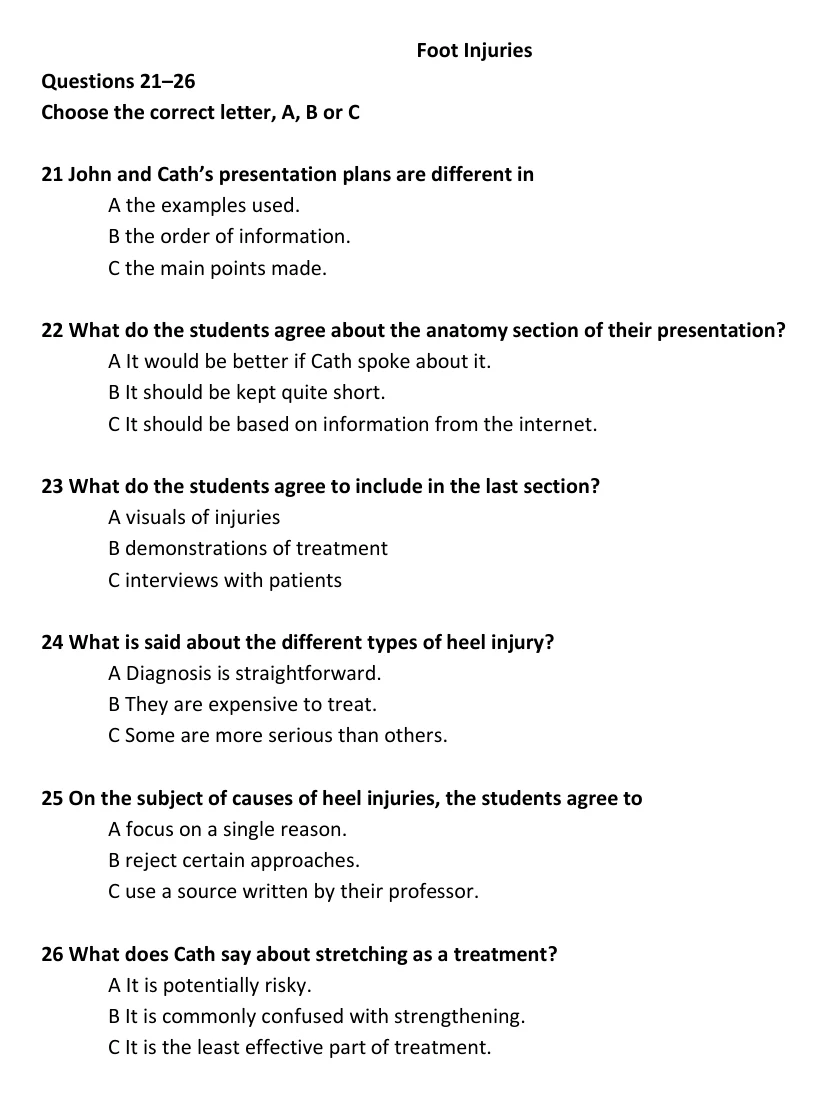 Foot Injuries
Questions 21–26
Choose the correct letter, A, B or C
21 John and Cath’s presentation plans are different in
A the examples used.
B the order of information.
C the main points made.
22 What do the students agree about the anatomy section of their presentation?
A It would be better if Cath spoke about it.
B It should be kept quite short.
C It should be based on information from the internet.
23 What do the students agree to include in the last section?
A visuals of injuries
B demonstrations of treatment
C interviews with patients
24 What is said about the different types of heel injury?
A Diagnosis is straightforward.
B They are expensive to treat.
C Some are more serious than others.
25 On the subject of causes of heel injuries, the students agree to
A focus on a single reason.
B reject certain approaches.
C use a source written by their professor.
26 What does Cath say about stretching as a treatment?
A It is potentially risky.
B It is commonly confused with strengthening.
C It is the least effective part of treatment.